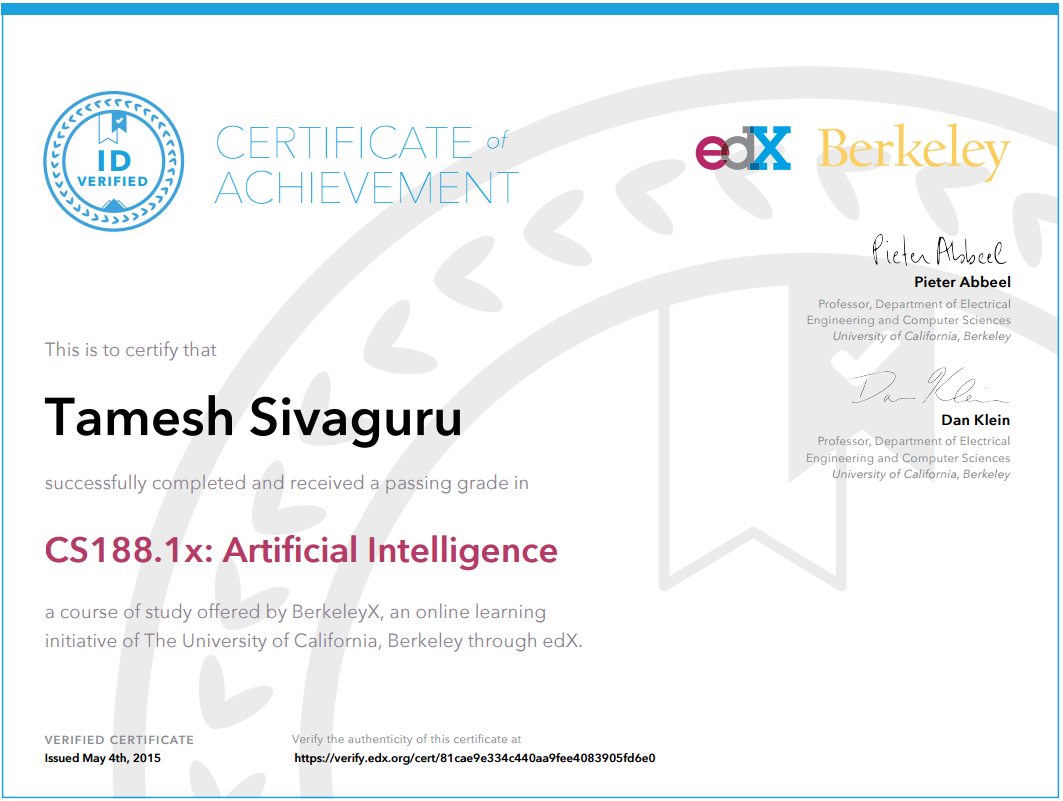 ID
VERIFIED
CERTIFICATE of
ACHIEVEMENT
edX Berkeley
Pieter Abbeel
Pieter Abbeel
Professor, Department of Electrical
Engineering and Computer Sciences
University of California, Berkeley
Dan Klein
Dan Klein
Professor, Department of Electrical
Engineering and Computer Sciences
University of California, Berkeley
This is to certify that
Tamesh Sivaguru
successfully completed and received a passing grade in
CS188.1x: Artificial Intelligence
a course of study offered by BerkeleyX, an online learning
initiative of The University of California, Berkeley through edX.
VERIFIED CERTIFICATE
Issued May 4th, 2015
Verify the authenticity of this certificate at
https://verify.edx.org/cert/81cae9e334c440aa9fee4083905fd6e0